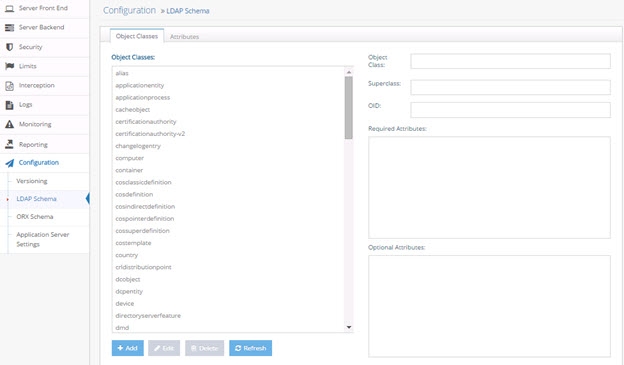 Server Front End
Server Backend
Security
Limits
Interception
Logs
Monitoring
Reporting
Configuration
Versioning
LDAP Schema
ORX Schema
Application Server
Settings
Configuration » LDAP Schema
Object Classes
Attributes
Object Classes:
alias
applicationentity
applicationprocess
cacheobject
certificationauthority
certificationauthority-v2
changelogentry
computer
container
cosclassicdefinition
cosdefinition
cosindirectdefinition
cospointerdefinition
cossuperdefinition
costemplate
country
crldistributionpoint
dcobject
dcpentity
device
directoryserverfeature
dmd
Add
Edit
Delete
Refresh
Object
Class:
Superclass:
OID:
Required Attributes:
Optional Attributes: